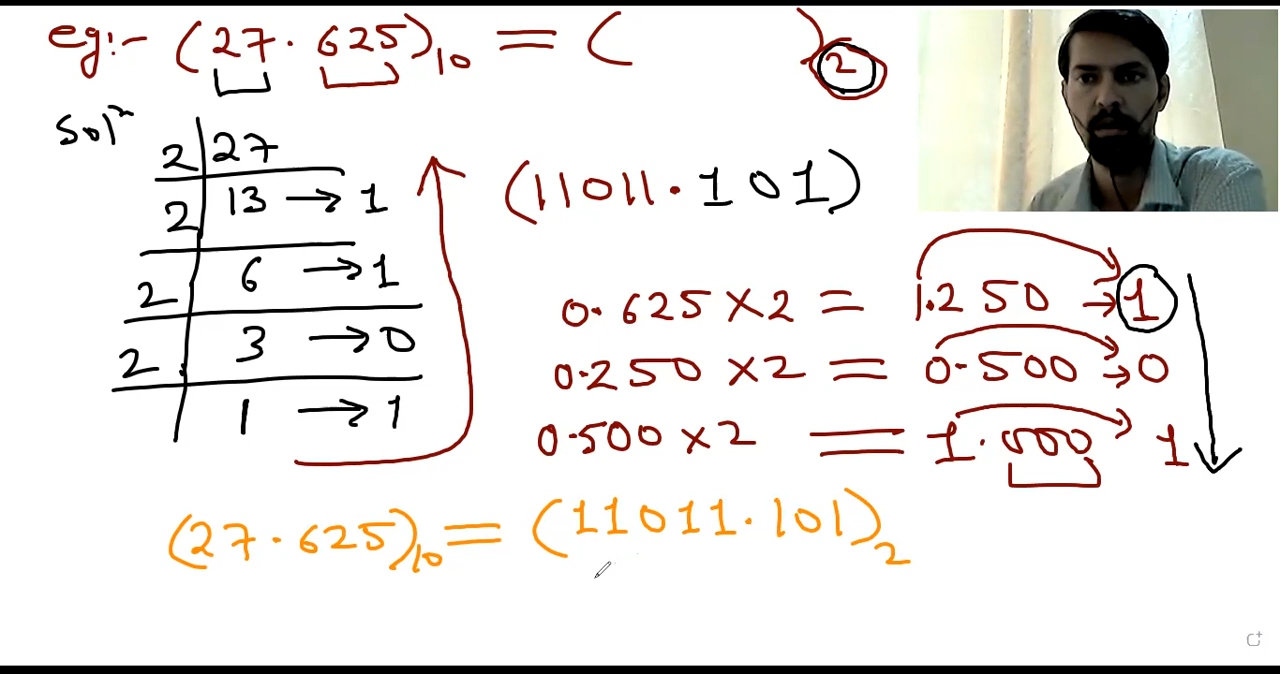 eg:- (27.625)10 = ( )2
Soln
2 27
2 13 → 1
2 6 → 1
2 3 → 0
1 → 1
(11011.101)
0.625 × 2 = 1.250 → 1
0.250 × 2 = 0.500 → 0
0.500 × 2 = 1.000 1
(27.625)10 = (11011.101)2